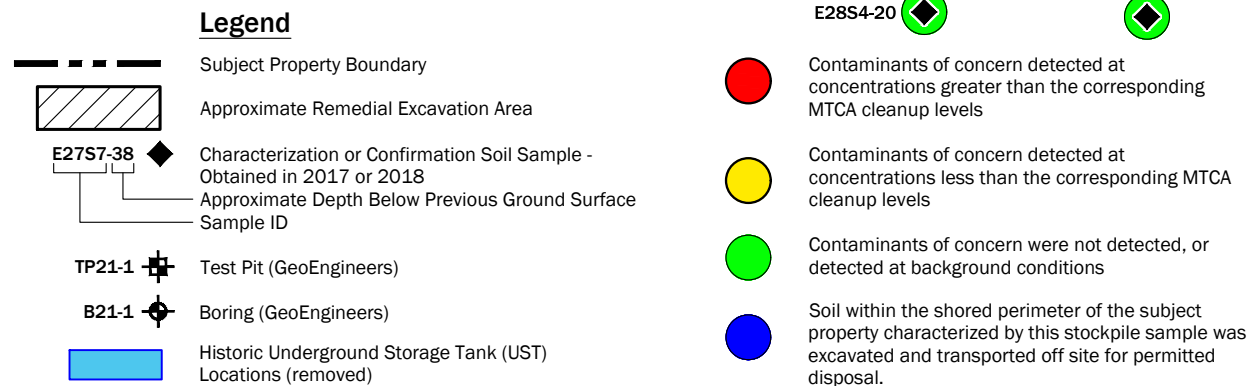 Legend
Subject Property Boundary
Approximate Remedial Excavation Area
E27S7-38
Characterization or Confirmation Soil Sample -
Obtained in 2017 or 2018
Approximate Depth Below Previous Ground Surface
Sample ID
TP21-1
Test Pit (GeoEngineers)
B21-1
Boring (GeoEngineers)
Historic Underground Storage Tank (UST)
Locations (removed)
E28S4-20
Contaminants of concern detected at
concentrations greater than the corresponding
MTCA cleanup levels
Contaminants of concern detected at
concentrations less than the corresponding MTCA
cleanup levels
Contaminants of concern were not detected, or
detected at background conditions
Soil within the shored perimeter of the subject
property characterized by this stockpile sample was
excavated and transported off site for permitted
disposal.